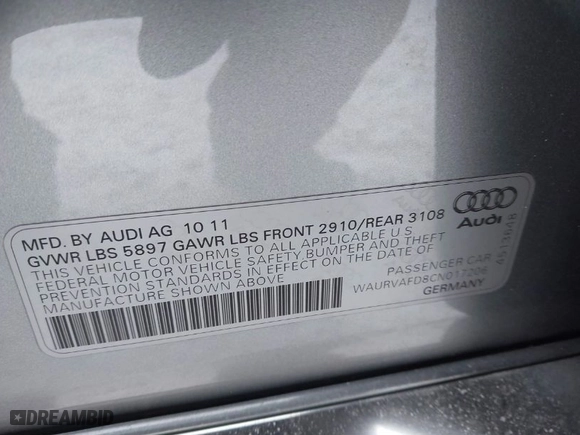 MFD. BY AUDI AG 10 11
GVWR LBS 5897 GAWR LBS FRONT 2910/REAR 3108
THIS VEHICLE CONFORMS TO ALL APPLICABLE U S
FEDERAL MOTOR VEHICLE SAFETY,BUMPER AND THEFT
PREVENTION STANDARDS IN EFFECT ON THE DATE OF
MANUFACTURE SHOWN ABOVE
Audi
PASSENGER CAR
WAURVAFD8CN017206
GERMANY
DREAMBID